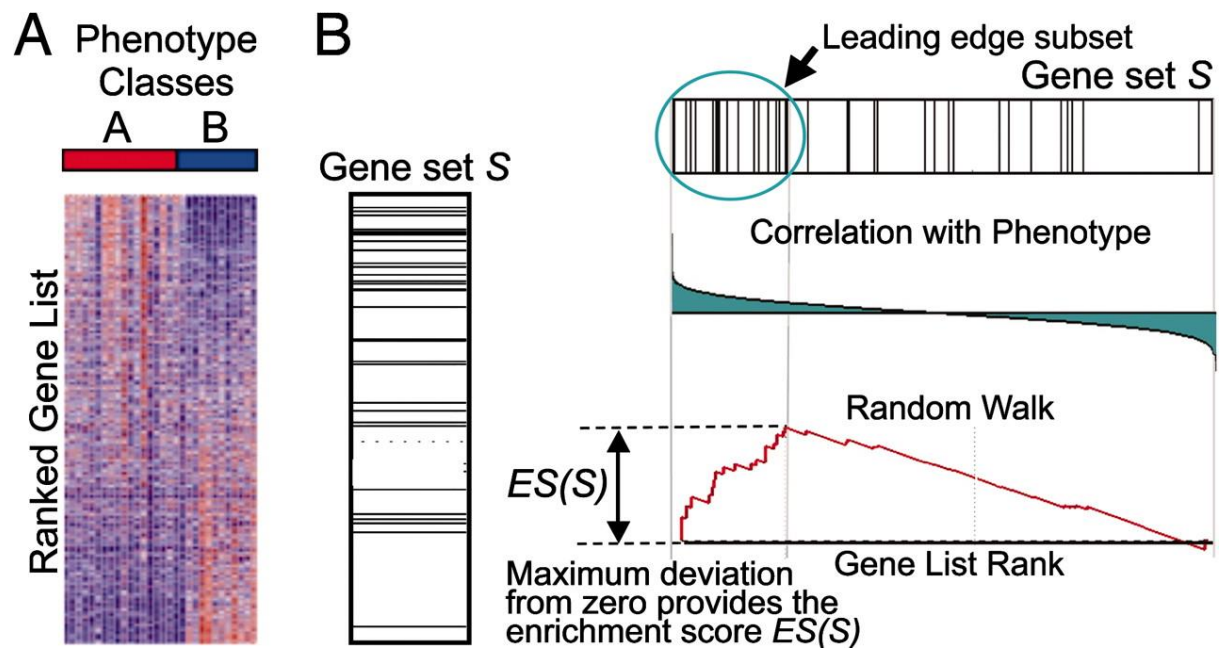 A
Phenotype
Classes
A
B
Ranked Gene List
B
Gene set S
Leading edge subset
Gene set S
Correlation with Phenotype
Random Walk
ES(S)
Gene List Rank
Maximum deviation
from zero provides the
enrichment score ES(S)